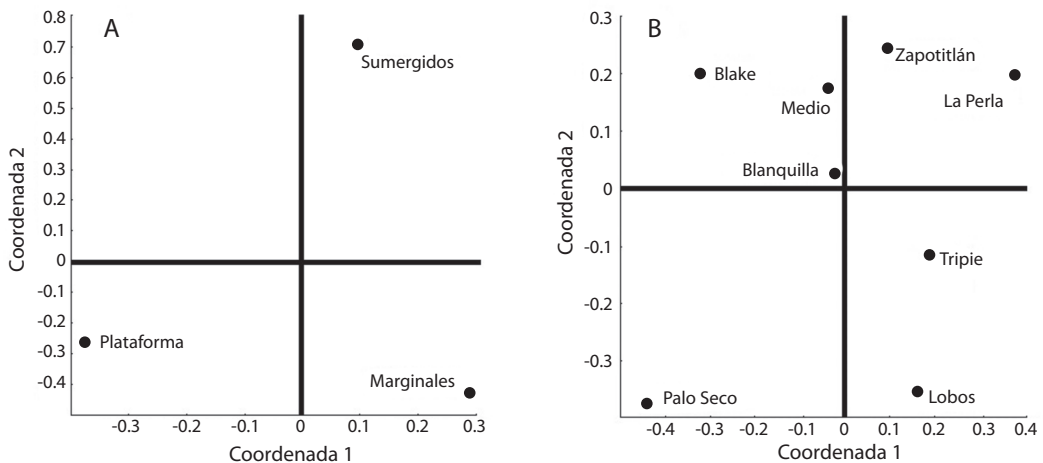 A
0.8
0.7
0.6
0.5
0.4
0.3
0.2
0.1
0
-0.1
-0.2
-0.3
-0.4
Coordenada 2
Sumergidos
Plataforma
Marginales
-0.3 -0.2 -0.1 0 0.1 0.2 0.3
Coordenada 1
B
0.3
0.2
0.1
0
-0.1
-0.2
-0.3
Coordenada 2
Zapotitlán
Blake
La Perla
Medio
Blanquilla
Tripie
Palo Seco
Lobos
-0.4 -0.3 -0.2 -0.1 0 0.1 0.2 0.3 0.4
Coordenada 1